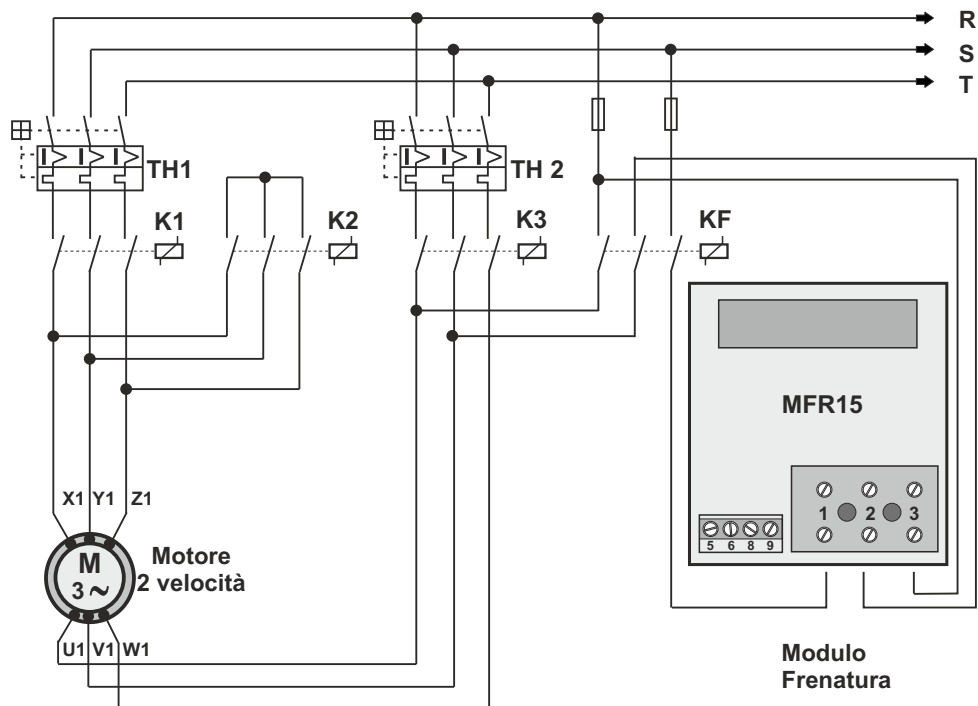 R
S
T
TH1
TH 2
K1
K2
K3
KF
MFR15
X1 Y1 Z1
1 2 3
5 6 8 9
M
3 ~
Motore
2 velocità
U1 V1 W1
Modulo
Frenatura